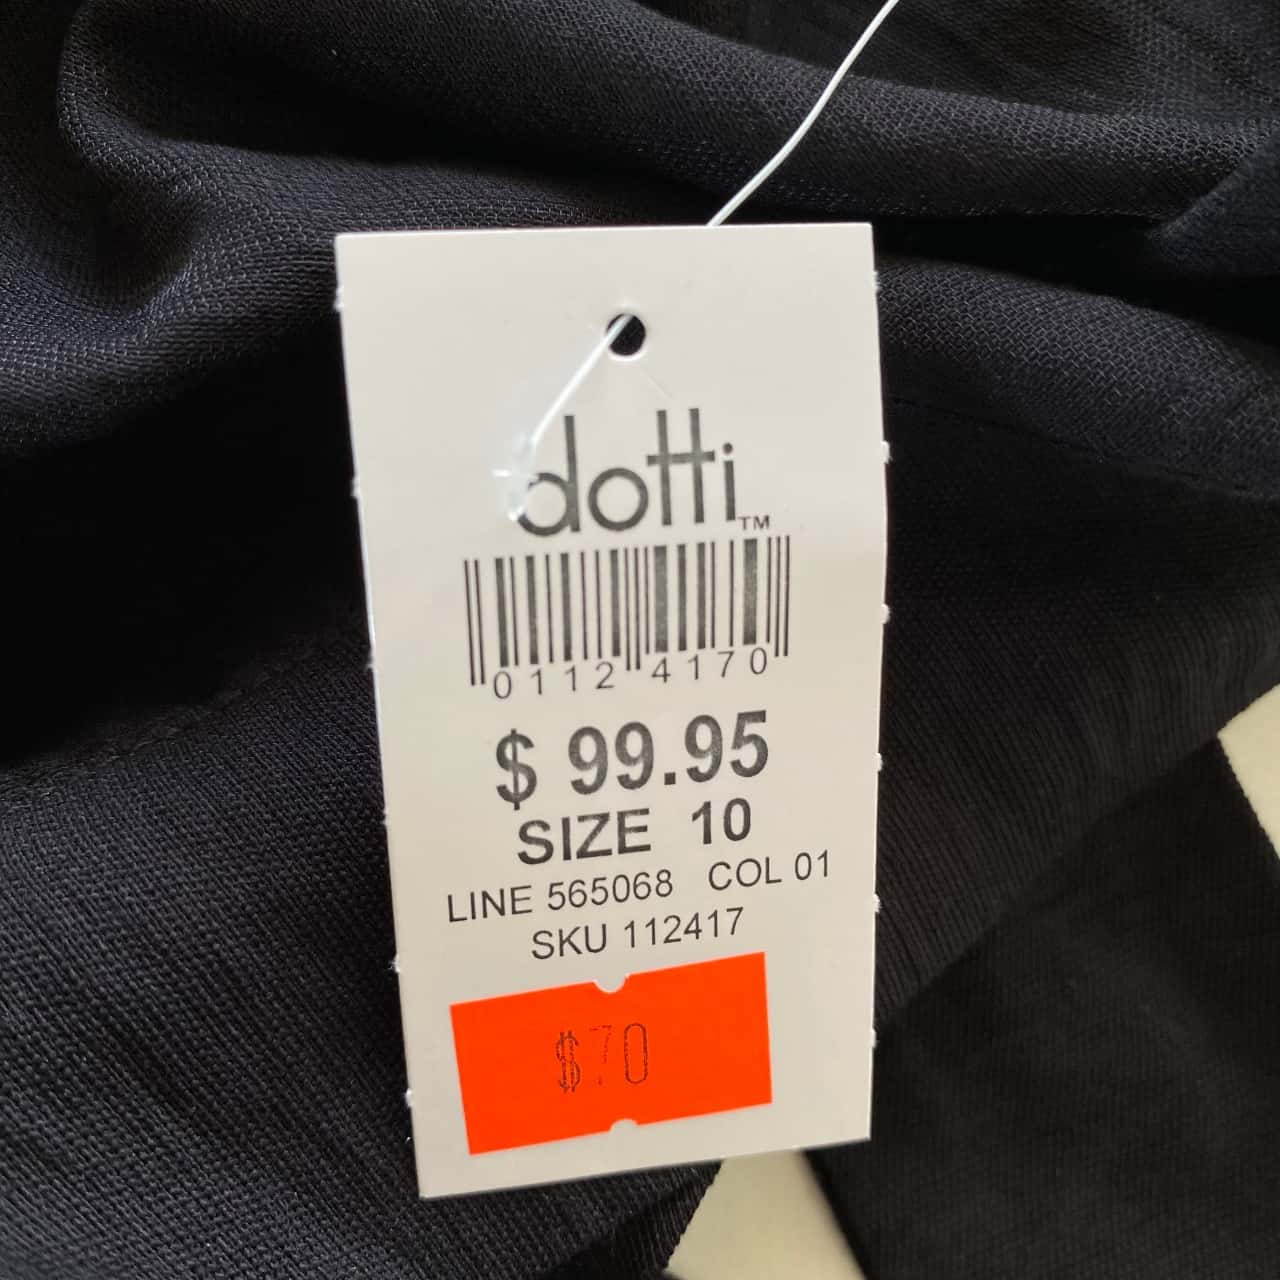 dotti™
0112 4170
$ 99.95
SIZE 10
LINE 565068 COL 01
SKU 112417
$70